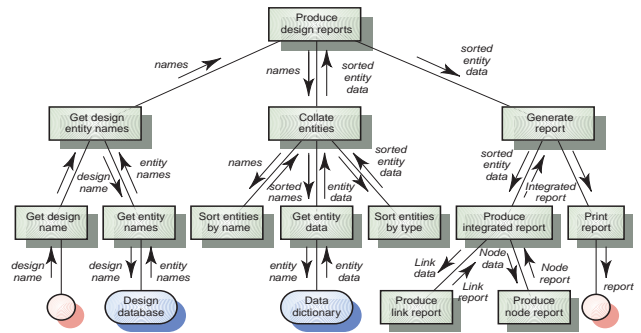 Produce
design reports
names
names
sorted
entity
data
sorted
entity
data
Get design
entity names
Collate
entities
Generate
report
design
name
entity
names
names
sorted
names
entity
data
sorted
entity
data
sorted
entity
data
Integrated
report
Get design
name
Get entity
names
Sort entities
by name
Get entity
data
Sort entities
by type
Produce
integrated report
Print
report
design
name
design
name
entity
names
entity
name
entity
data
Link
data
Link
report
Node
data
Node
report
report
Design
database
Data
dictionary
Produce
link report
Produce
node report